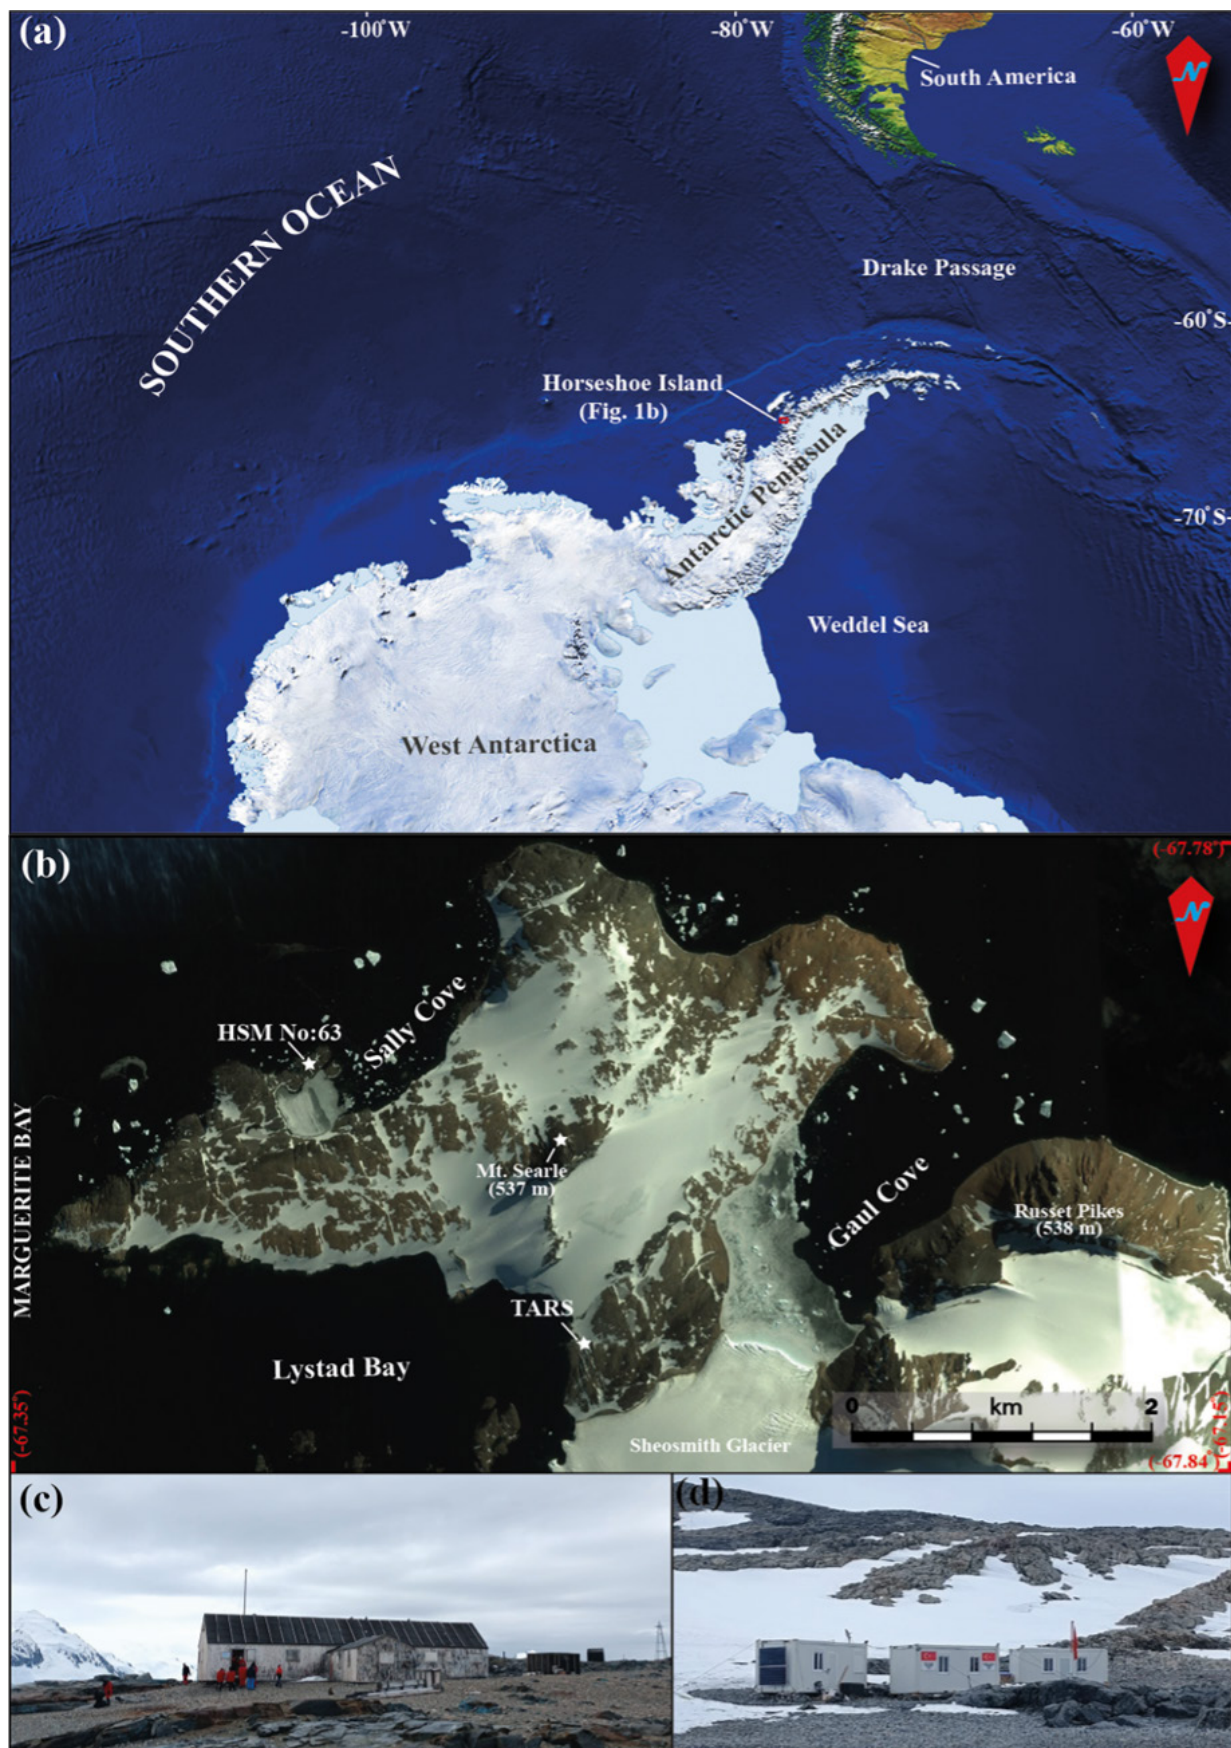 (a)
-100°W
-80°W
-60°W
N
South America
SOUTHERN OCEAN
Drake Passage
-60°S-
Horseshoe Island
(Fig. 1b)
Antarctic Peninsula
-70°S-
Weddel Sea
West Antarctica
(b)
(-67.78°)
N
HSM No:63
Sally Cove
MARGUERITE BAY
Mt. Searle
(537 m)
Gaul Cove
Russet Pikes
(538 m)
TARS
Lystad Bay
0 km 2
(-67.35°)
Sheosmith Glacier
(-67.15°)
(-67.84°)
(c)
(d)